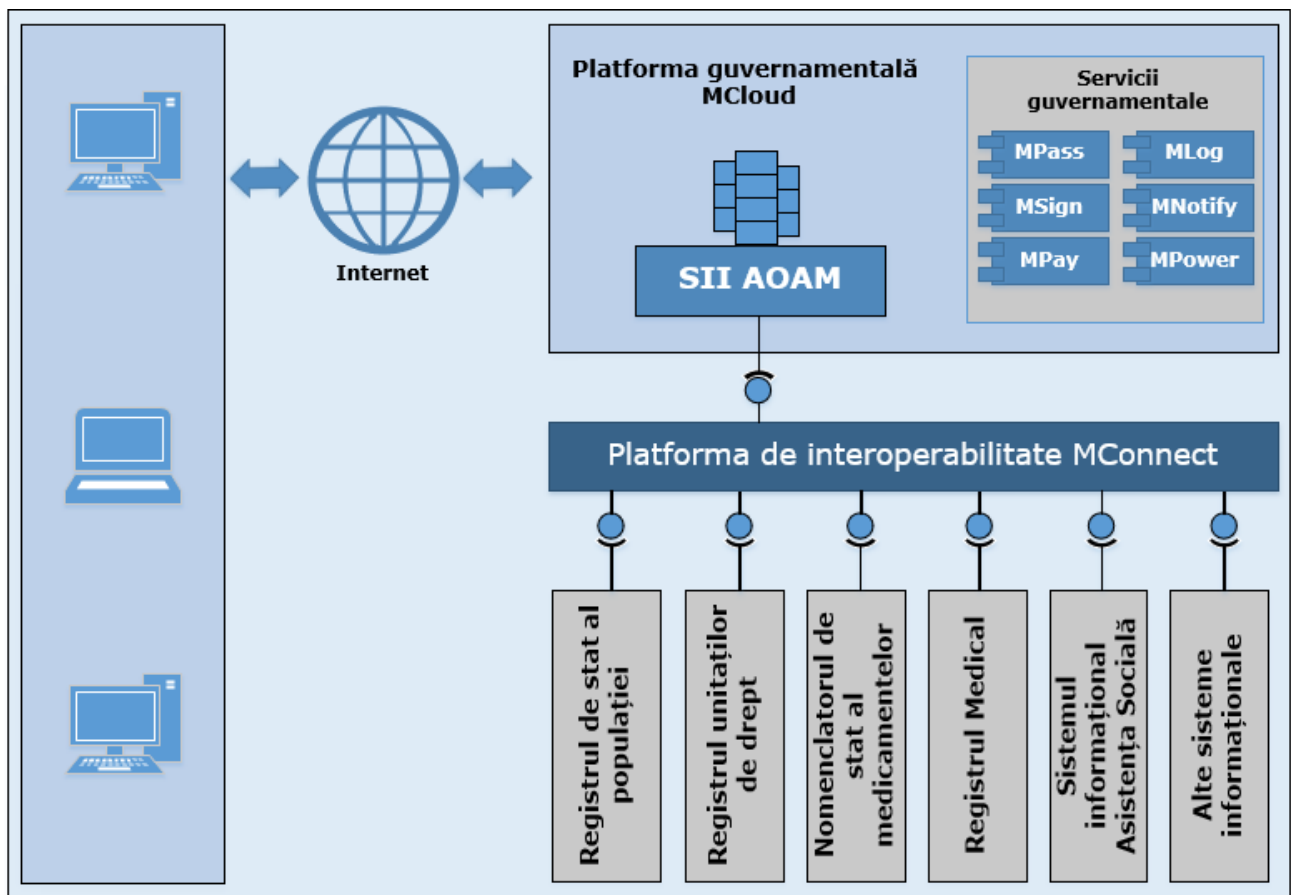 Platforma guvernamentală
MCloud
Servicii
guvernamentale
MPass
MLog
MSign
MNotify
MPay
MPower
SII AOAM
Internet
Platforma de interoperabilitate MConnect
Registrul de stat al
populației
Registrul unitaților
de drept
Nomenclatorul de
stat al
medicamentelor
Registrul Medical
Sistemul
informațional
Asistența Socială
Alte sisteme
informaționale